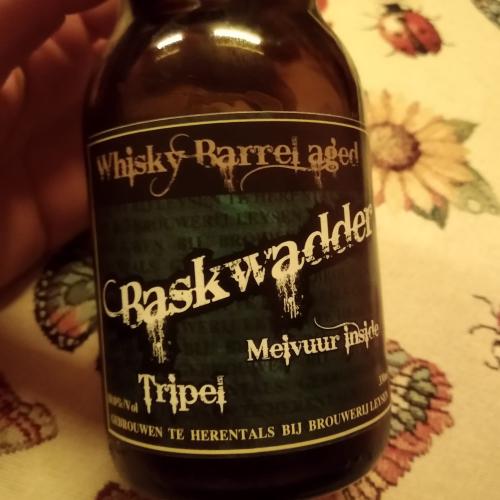 Whisky Barrel aged
Baskwadder
Meivuur inside
Tripel
GEBROUWEN TE HERENTALS BIJ BROUWERIJ LEYSEN